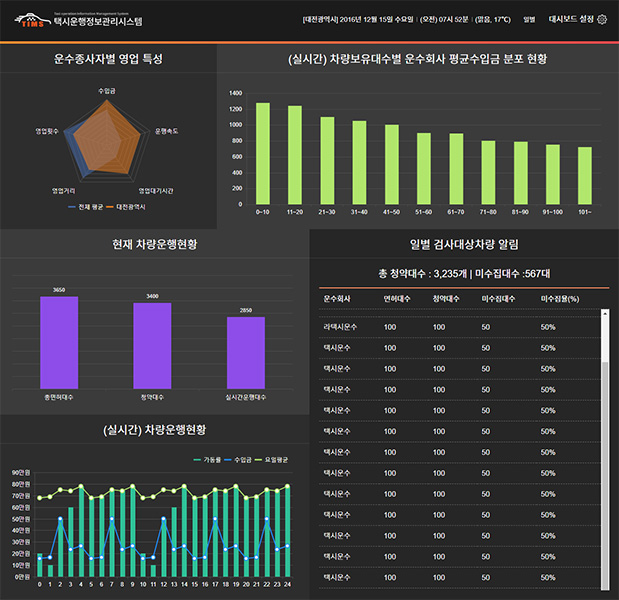 Taxi operation Information Management System
TIMS 택시운행정보관리시스템
[대전광역시] 2016년 12월 15일 수요일 | (오전) 07시 52분 | (맑음, 17℃) 일별 대시보드 설정
운수종사자별 영업 특성
수입금
영업횟수
운행속도
영업거리
영업대기시간
전체 평균 대전광역시
(실시간) 차량보유대수별 운수회사 평균수입금 분포 현황
1400
1200
1000
800
600
400
200
0
0~10 11~20 21~30 31~40 41~50 51~60 61~70 71~80 81~90 91~100 101~
현재 차량운행현황
3650 3400 2850
총면허대수 청약대수 실시간운행대수
일별 검사대상차량 알림
총 청약대수 : 3,235개 | 미수집대수 :567대
운수회사 면허대수 청약대수 미수집대수 미수집율(%)
라택시운수 100 100 50 50%
택시운수 100 100 50 50%
택시운수 100 100 50 50%
택시운수 100 100 50 50%
택시운수 100 100 50 50%
택시운수 100 100 50 50%
택시운수 100 100 50 50%
택시운수 100 100 50 50%
택시운수 100 100 50 50%
택시운수 100 100 50 50%
택시운수 100 100 50 50%
택시운수 100 100 50 50%
택시운수 100 100 50 50%
(실시간) 차량운행현황
가동률 수입금 요일평균
90만원
80만원
70만원
60만원
50만원
40만원
30만원
20만원
10만원
0만원
0 1 2 3 4 5 6 7 8 9 10 11 12 13 14 15 16 17 18 19 20 21 22 23 24